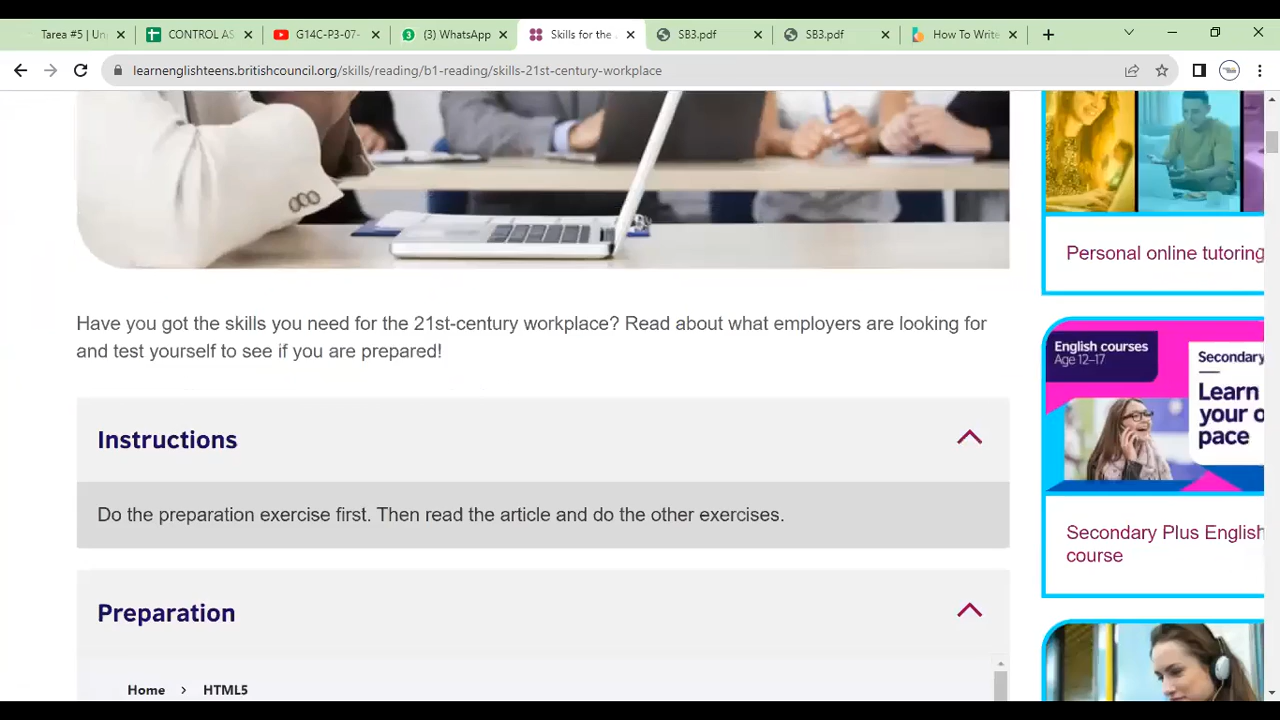 Tarea #5 | Un
CONTROL AS
G14C-P3-07-
(3) WhatsApp
Skills for the
SB3.pdf
SB3.pdf
How To Write
learnenglishteens.britishcouncil.org/skills/reading/b1-reading/skills-21st-century-workplace
Personal online tutoring
Have you got the skills you need for the 21st-century workplace? Read about what employers are looking for
and test yourself to see if you are prepared!
English courses
Age 12–17
Secondary
Learn
your o
pace
Instructions
Do the preparation exercise first. Then read the article and do the other exercises.
Secondary Plus English
course
Preparation
Home > HTML5